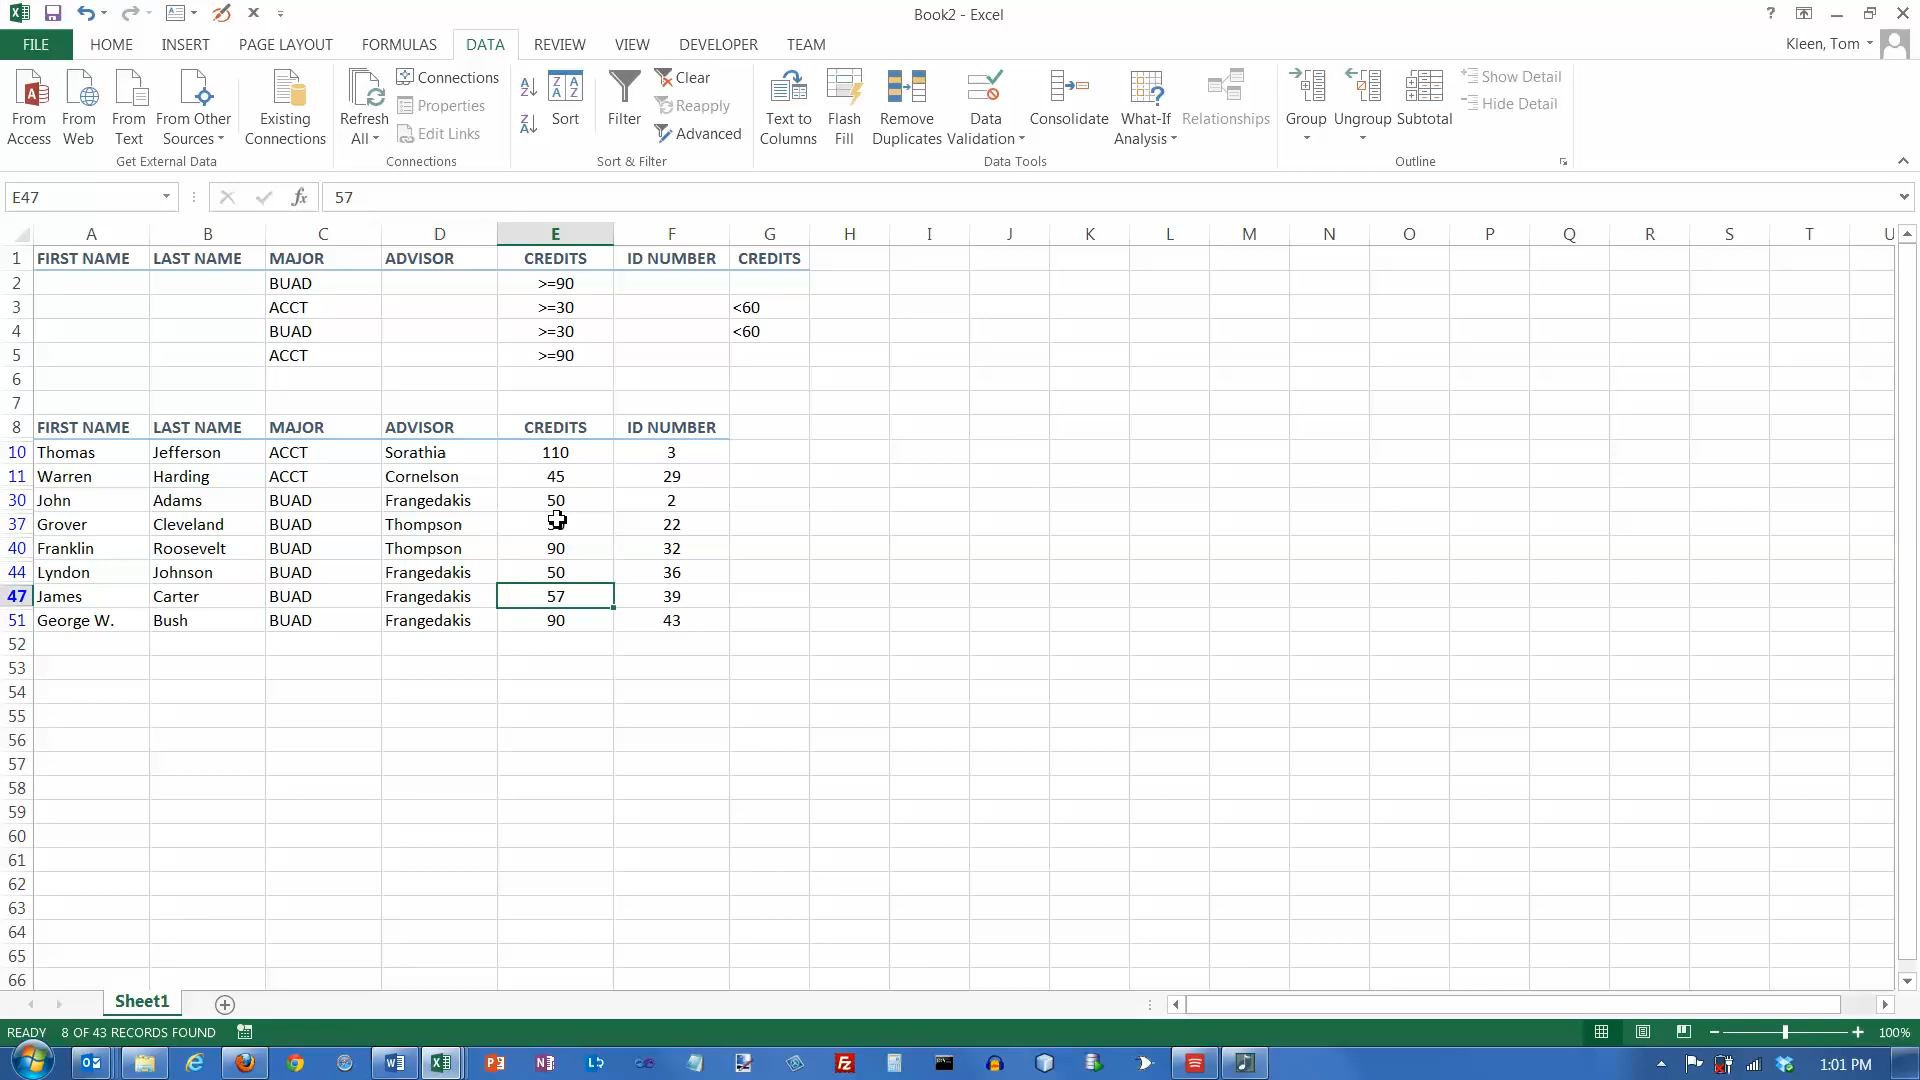 Book2 - Excel
FILE HOME INSERT PAGE LAYOUT FORMULAS DATA REVIEW VIEW DEVELOPER TEAM Kleen, Tom
From Access
From Web
From Text
From Other Sources
Existing Connections
Get External Data
Refresh All
Connections
Properties
Edit Links
Connections
Sort
Filter
Clear
Reapply
Advanced
Sort & Filter
Text to Columns
Flash Fill
Remove Duplicates
Data Validation
Consolidate
What-If Analysis
Relationships
Data Tools
Group
Ungroup
Subtotal
Show Detail
Hide Detail
Outline
E47 fx 57
A B C D E F G H I J K L M N O P Q R S T U
1 FIRST NAME LAST NAME MAJOR ADVISOR CREDITS ID NUMBER CREDITS
2 BUAD >=90
3 ACCT >=30 <60
4 BUAD >=30 <60
5 ACCT >=90
6
7
8 FIRST NAME LAST NAME MAJOR ADVISOR CREDITS ID NUMBER
10 Thomas Jefferson ACCT Sorathia 110 3
11 Warren Harding ACCT Cornelson 45 29
30 John Adams BUAD Frangedakis 50 2
37 Grover Cleveland BUAD Thompson 22
40 Franklin Roosevelt BUAD Thompson 90 32
44 Lyndon Johnson BUAD Frangedakis 50 36
47 James Carter BUAD Frangedakis 57 39
51 George W. Bush BUAD Frangedakis 90 43
52
53
54
55
56
57
58
59
60
61
62
63
64
65
66
Sheet1
READY 8 OF 43 RECORDS FOUND 100%
1:01 PM